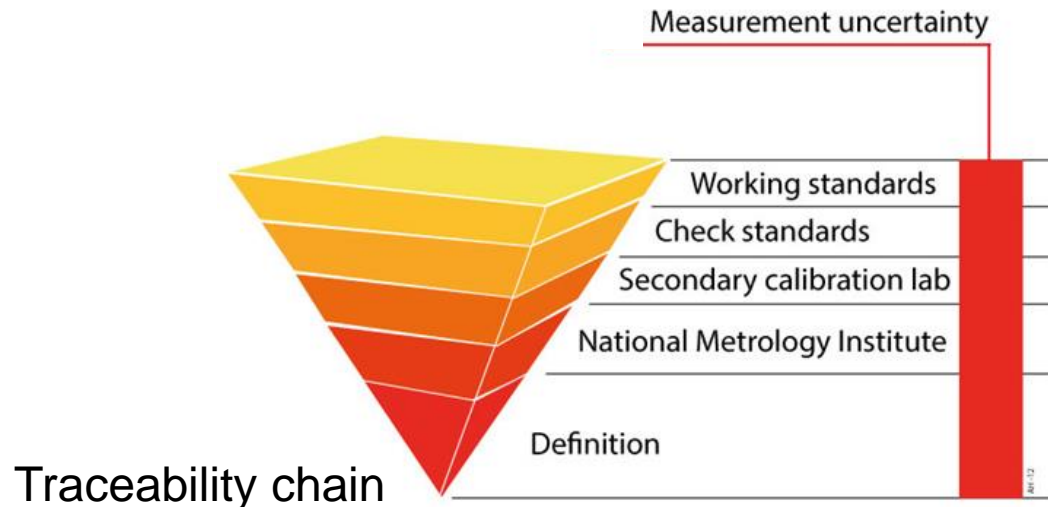 Measurement uncertainty
Working standards
Check standards
Secondary calibration lab
National Metrology Institute
Definition
Traceability chain